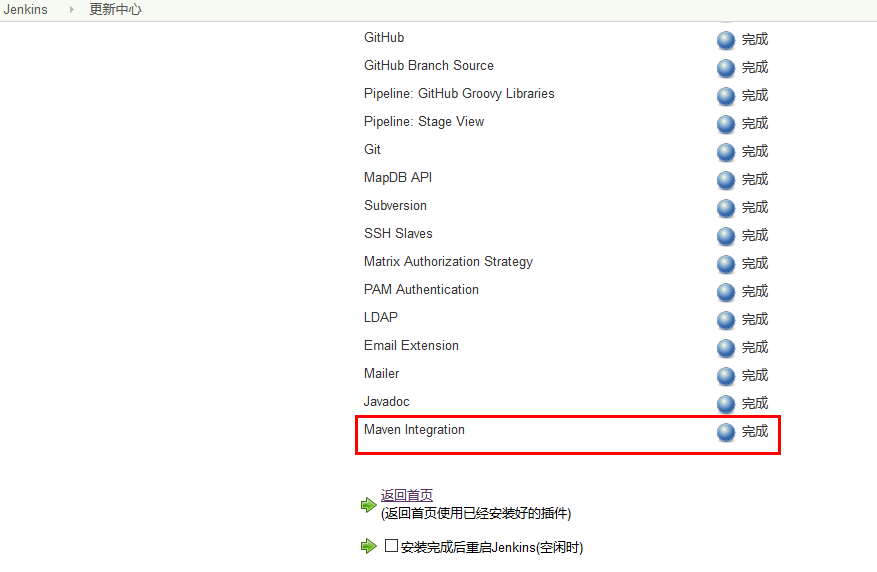 Jenkins 更新中心
GitHub 完成
GitHub Branch Source 完成
Pipeline: GitHub Groovy Libraries 完成
Pipeline: Stage View 完成
Git 完成
MapDB API 完成
Subversion 完成
SSH Slaves 完成
Matrix Authorization Strategy 完成
PAM Authentication 完成
LDAP 完成
Email Extension 完成
Mailer 完成
Javadoc 完成
Maven Integration 完成
返回首页
(返回首页使用已经安装好的插件)
安装完成后重启Jenkins(空闲时)